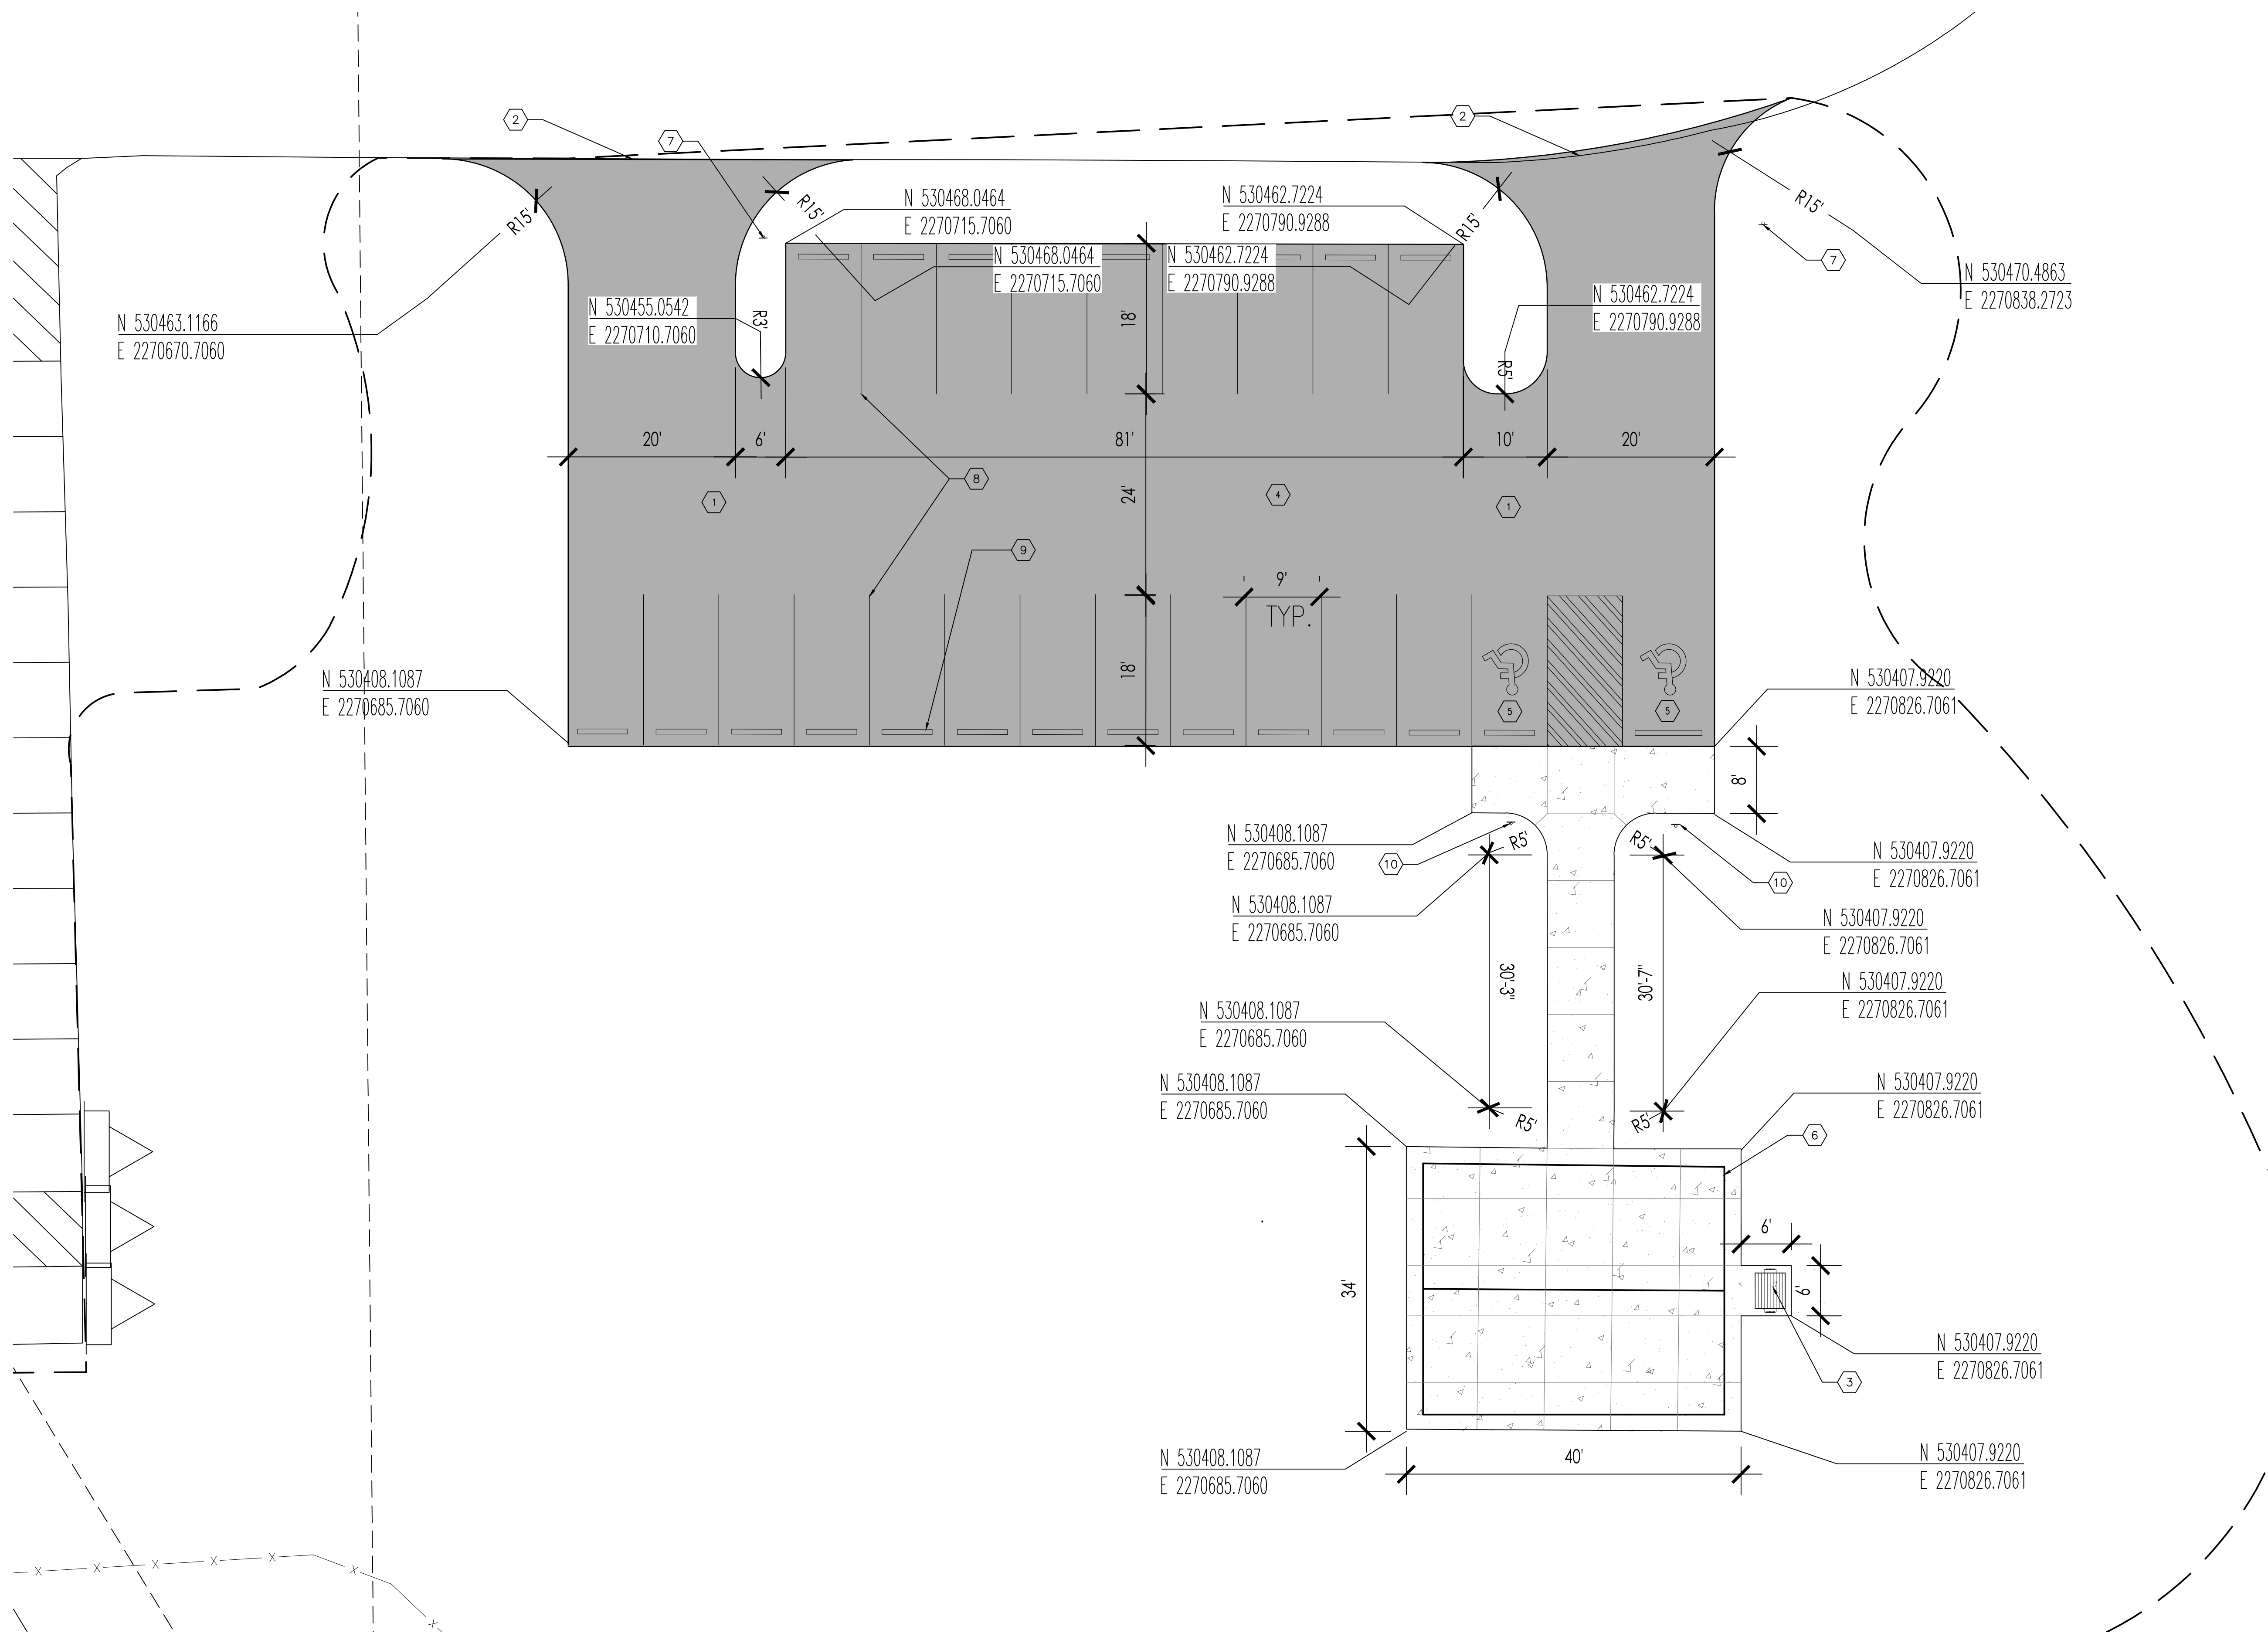 2
2
7
N 530468.0464
E 2270715.7060
N 530462.7224
E 2270790.9288
R15'
R15'
R15'
R15'
7
N 530468.0464
E 2270715.7060
N 530462.7224
E 2270790.9288
N 530470.4863
E 2270838.2723
N 530455.0542
E 2270710.7060
R3'
18'
N 530462.7224
E 2270790.9288
N 530463.1166
E 2270670.7060
R5'
20'
6'
81'
10'
20'
8
1
24'
4
1
9
9'
TYP.
18'
N 530408.1087
E 2270685.7060
5
5
N 530407.9220
E 2270826.7061
8'
N 530408.1087
E 2270685.7060
10
R5'
R5'
N 530407.9220
E 2270826.7061
10
N 530408.1087
E 2270685.7060
N 530407.9220
E 2270826.7061
30'-3"
30'-7"
N 530407.9220
E 2270826.7061
N 530408.1087
E 2270685.7060
N 530408.1087
E 2270685.7060
R5'
R5'
N 530407.9220
E 2270826.7061
6
6'
34'
6'
N 530407.9220
E 2270826.7061
3
N 530408.1087
E 2270685.7060
40'
N 530407.9220
E 2270826.7061
X X X X X X X